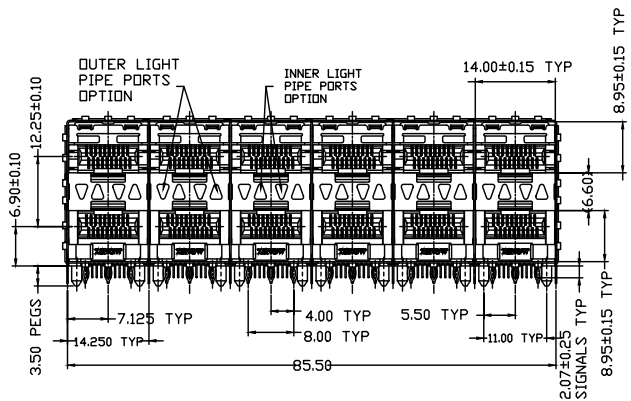 OUTER LIGHT
PIPE PORTS
OPTION
INNER LIGHT
PIPE PORTS
OPTION
14.00±0.15 TYP
8.95±0.15 TYP
12.25±0.10
6.90±0.10
(6.60)
3.50 PEGS
7.125 TYP
14.250 TYP
4.00 TYP
8.00 TYP
5.50 TYP
11.00 TYP
85.50
2.07±0.25
SIGNALS TYP
8.95±0.15 TYP